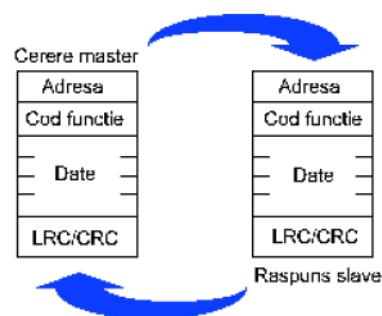 Cerere master
Adresa
Cod functie
Date
LRC/CRC
Adresa
Cod functie
Date
LRC/CRC
Raspuns slave